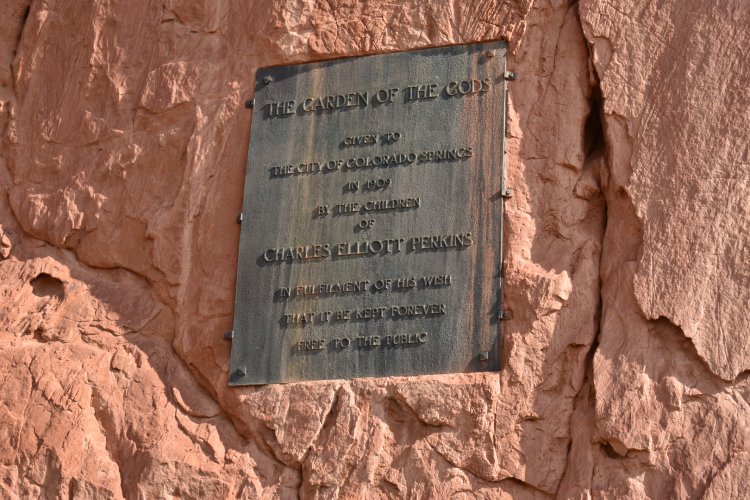 THE GARDEN OF THE GODS
GIVEN TO
THE CITY OF COLORADO SPRINGS
IN 1909
BY THE CHILDREN
OF
CHARLES ELLIOTT PERKINS
IN FULFILLMENT OF HIS WISH
THAT IT BE KEPT FOREVER
FREE TO THE PUBLIC